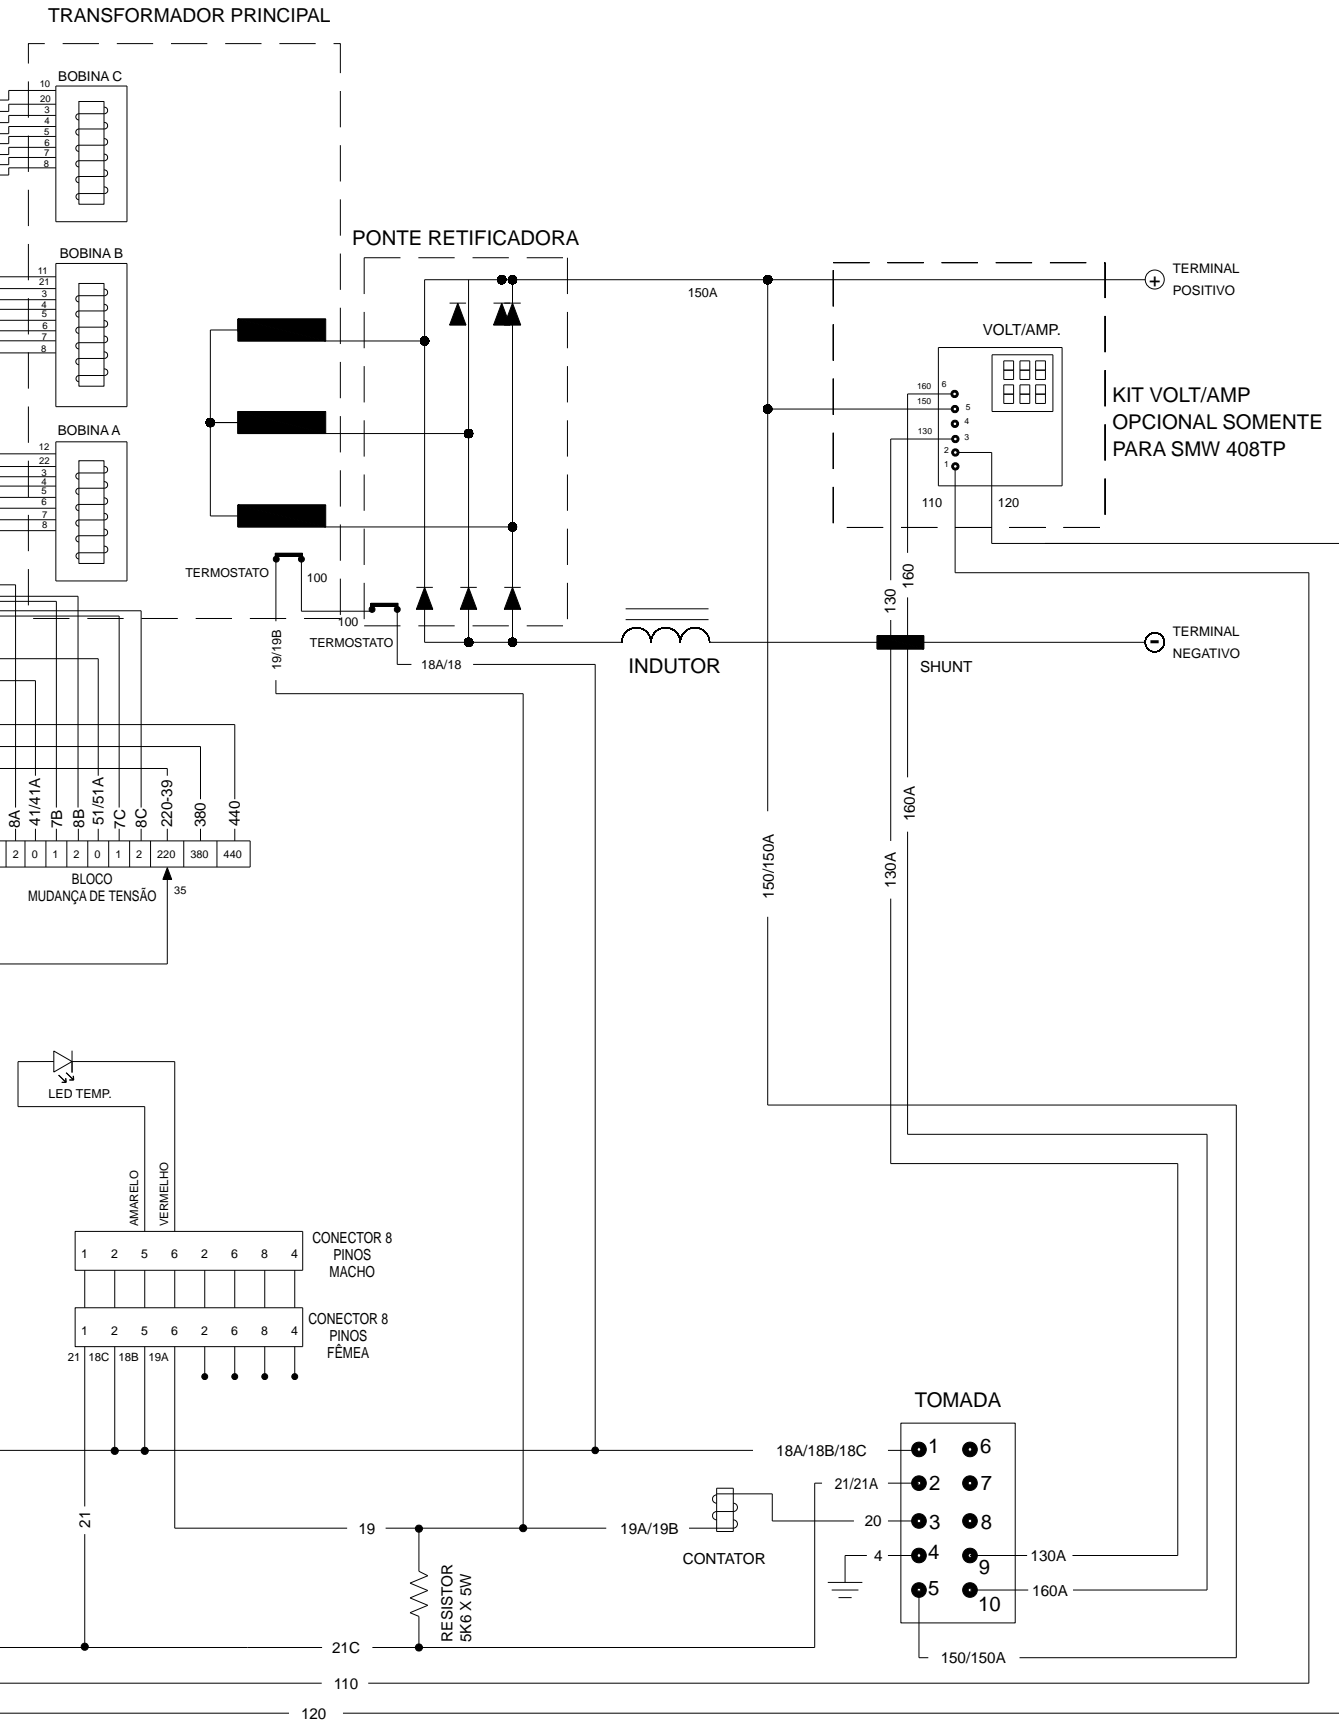 TRANSFORMADOR PRINCIPAL
BOBINA C
10
20
3
4
5
6
7
8
BOBINA B
11
21
3
4
5
6
7
8
BOBINA A
12
22
3
4
5
6
7
8
PONTE RETIFICADORA
150A
TERMINAL
POSITIVO
VOLT/AMP.
160
6
150
5
4
130
3
2
1
110
120
KIT VOLT/AMP
OPCIONAL SOMENTE
PARA SMW 408TP
TERMOSTATO
100
100
TERMOSTATO
19/19B
18A/18
INDUTOR
130
160
SHUNT
TERMINAL
NEGATIVO
8A
41/41A
7B
8B
51/51A
7C
8C
220-39
380
440
2 0 1 2 0 1 2 220 380 440
BLOCO
MUDANÇA DE TENSÃO
35
150/150A
130A
160A
LED TEMP.
AMARELO
VERMELHO
1 2 5 6 2 6 8 4
CONECTOR 8
PINOS
MACHO
1 2 5 6 2 6 8 4
CONECTOR 8
PINOS
FÊMEA
21 18C 18B 19A
TOMADA
18A/18B/18C
1 6
21/21A
2 7
20
3 8
4
4 9
130A
5 10
160A
150/150A
21
19
19A/19B
CONTATOR
RESISTOR
5K6 X 5W
21C
110
120